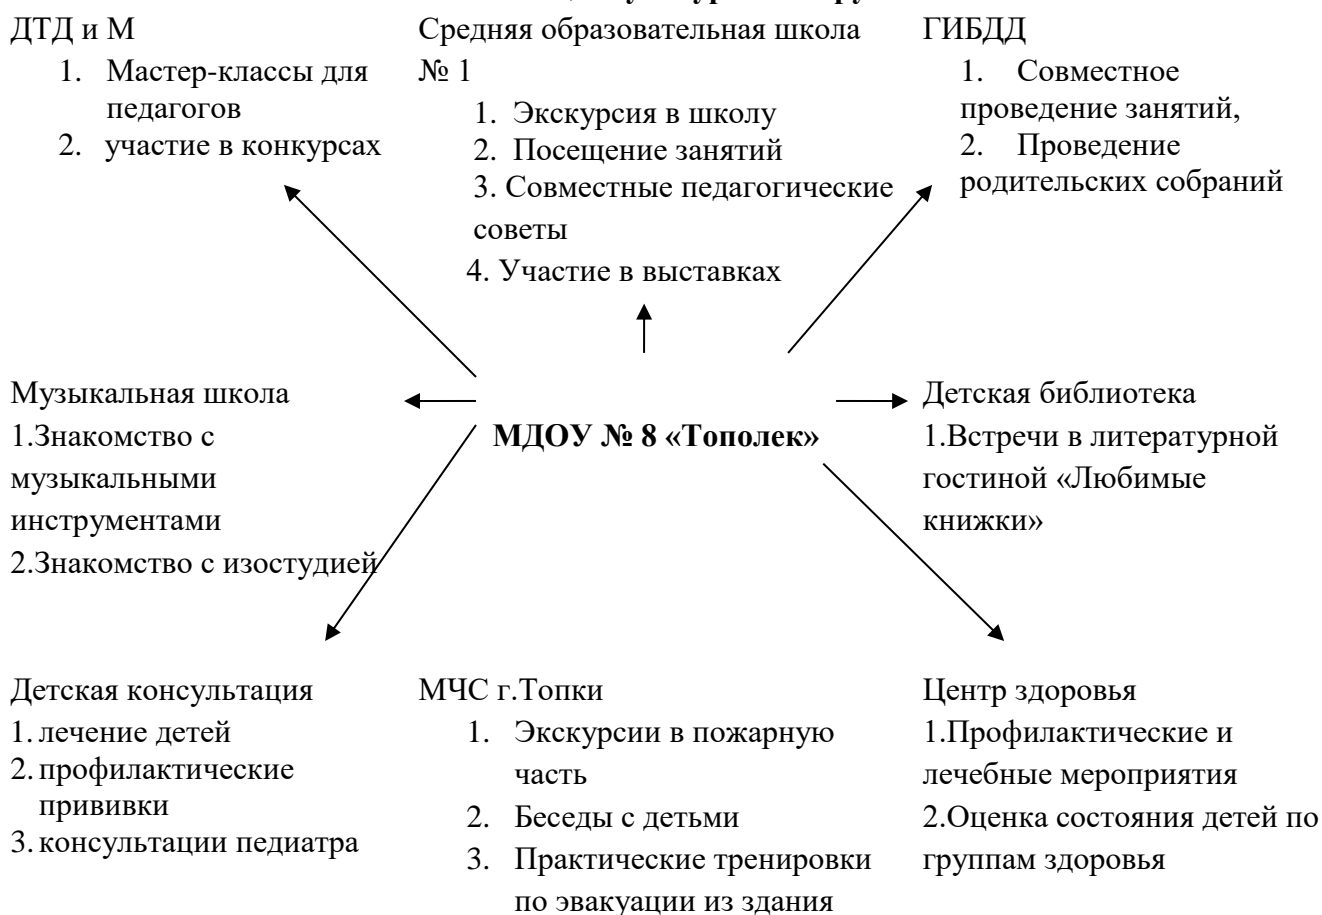 ДТД и М
1. Мастер-классы для
педагогов
2. участие в конкурсах
Средняя образовательная школа
№ 1
1. Экскурсия в школу
2. Посещение занятий
3. Совместные педагогические
советы
4. Участие в выставках
ГИБДД
1. Совместное
проведение занятий,
2. Проведение
родительских собраний
Музыкальная школа
1.Знакомство с
музыкальными
инструментами
2.Знакомство с изостудией
МДОУ № 8 «Тополек»
Детская библиотека
1.Встречи в литературной
гостиной «Любимые
книжки»
Детская консультация
1. лечение детей
2. профилактические
прививки
3. консультации педиатра
МЧС г.Топки
1. Экскурсии в пожарную
часть
2. Беседы с детьми
3. Практические тренировки
по эвакуации из здания
Центр здоровья
1.Профилактические и
лечебные мероприятия
2.Оценка состояния детей по
группам здоровья